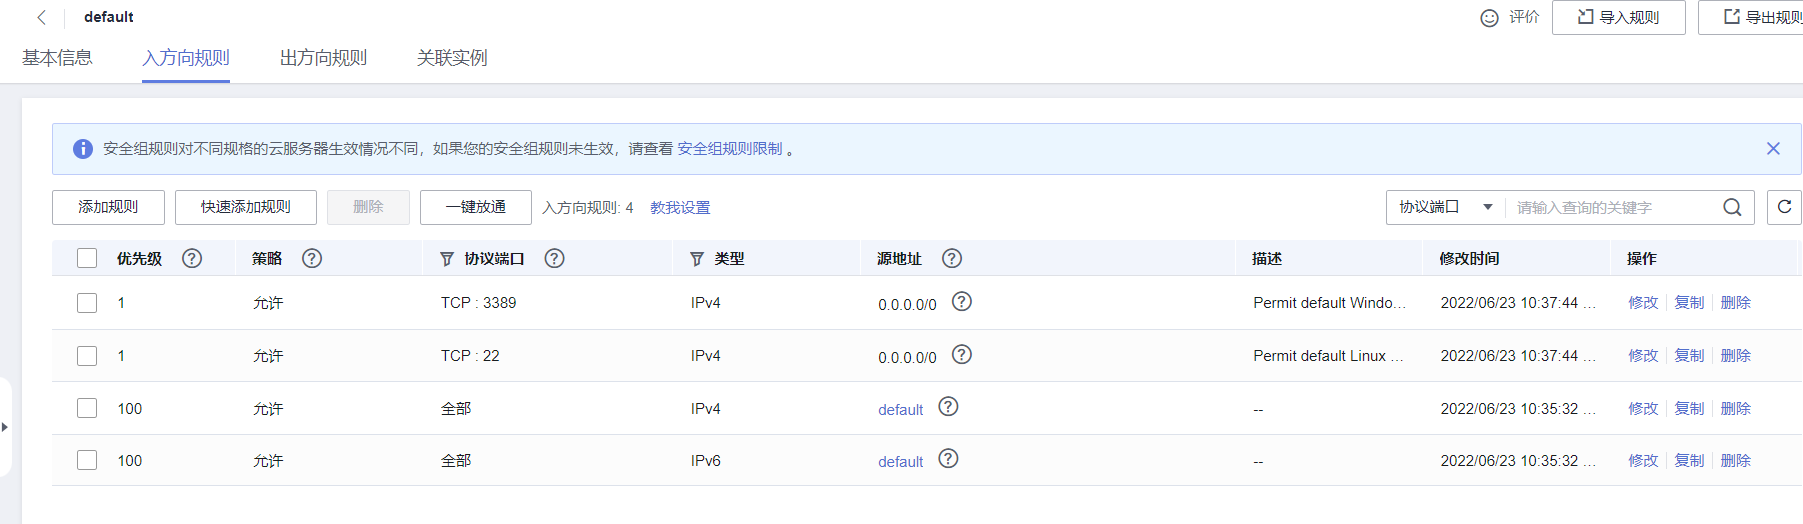 default
评价 导入规则 导出规则
基本信息 入方向规则 出方向规则 关联实例
安全组规则对不同规格的云服务器生效情况不同，如果您的安全组规则未生效，请查看 安全组规则限制 。
添加规则 快速添加规则 删除 一键放通 入方向规则: 4 教我设置 协议端口 请输入查询的关键字
优先级 策略 协议端口 类型 源地址 描述 修改时间 操作
1 允许 TCP : 3389 IPv4 0.0.0.0/0 Permit default Windo... 2022/06/23 10:37:44 ... 修改 复制 删除
1 允许 TCP : 22 IPv4 0.0.0.0/0 Permit default Linux ... 2022/06/23 10:37:44 ... 修改 复制 删除
100 允许 全部 IPv4 default -- 2022/06/23 10:35:32 ... 修改 复制 删除
100 允许 全部 IPv6 default -- 2022/06/23 10:35:32 ... 修改 复制 删除